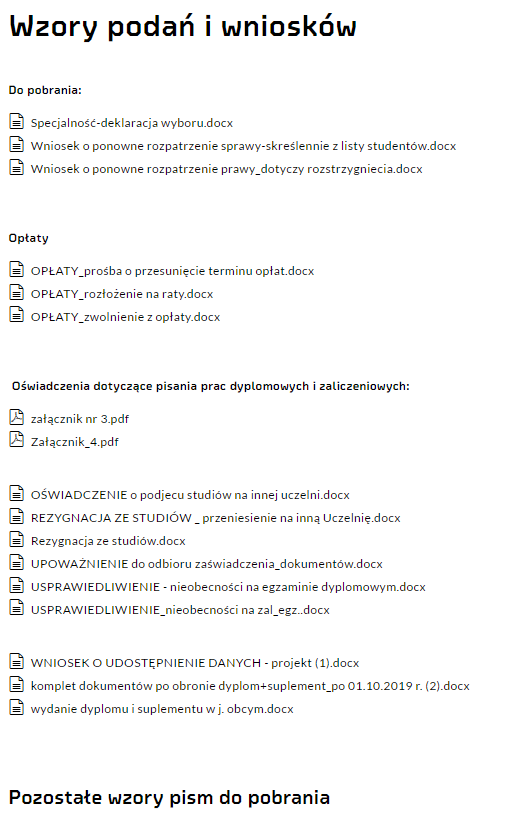 Wzory podań i wniosków
Do pobrania:
Specjalność-deklaracja wyboru.docx
Wniosek o ponowne rozpatrzenie sprawy-skreślennie z listy studentów.docx
Wniosek o ponowne rozpatrzenie prawy_dotyczy rozstrzygniecia.docx
Opłaty
OPŁATY_prośba o przesunięcie terminu opłat.docx
OPŁATY_rozłożenie na raty.docx
OPŁATY_zwolnienie z opłaty.docx
Oświadczenia dotyczące pisania prac dyplomowych i zaliczeniowych:
załącznik nr 3.pdf
Załącznik_4.pdf
OŚWIADCZENIE o podjecu studiów na innej uczelni.docx
REZYGNACJA ZE STUDIÓW _ przeniesienie na inną Uczelnię.docx
Rezygnacja ze studiów.docx
UPOWAŻNIENIE do odbioru zaświadczenia_dokumentów.docx
USPRAWIEDLIWIENIE - nieobecności na egzaminie dyplomowym.docx
USPRAWIEDLIWIENIE_nieobecności na zal_egz..docx
WNIOSEK O UDOSTĘPNIENIE DANYCH - projekt (1).docx
komplet dokumentów po obronie dyplom+suplement_po 01.10.2019 r. (2).docx
wydanie dyplomu i suplementu w j. obcym.docx
Pozostałe wzory pism do pobrania